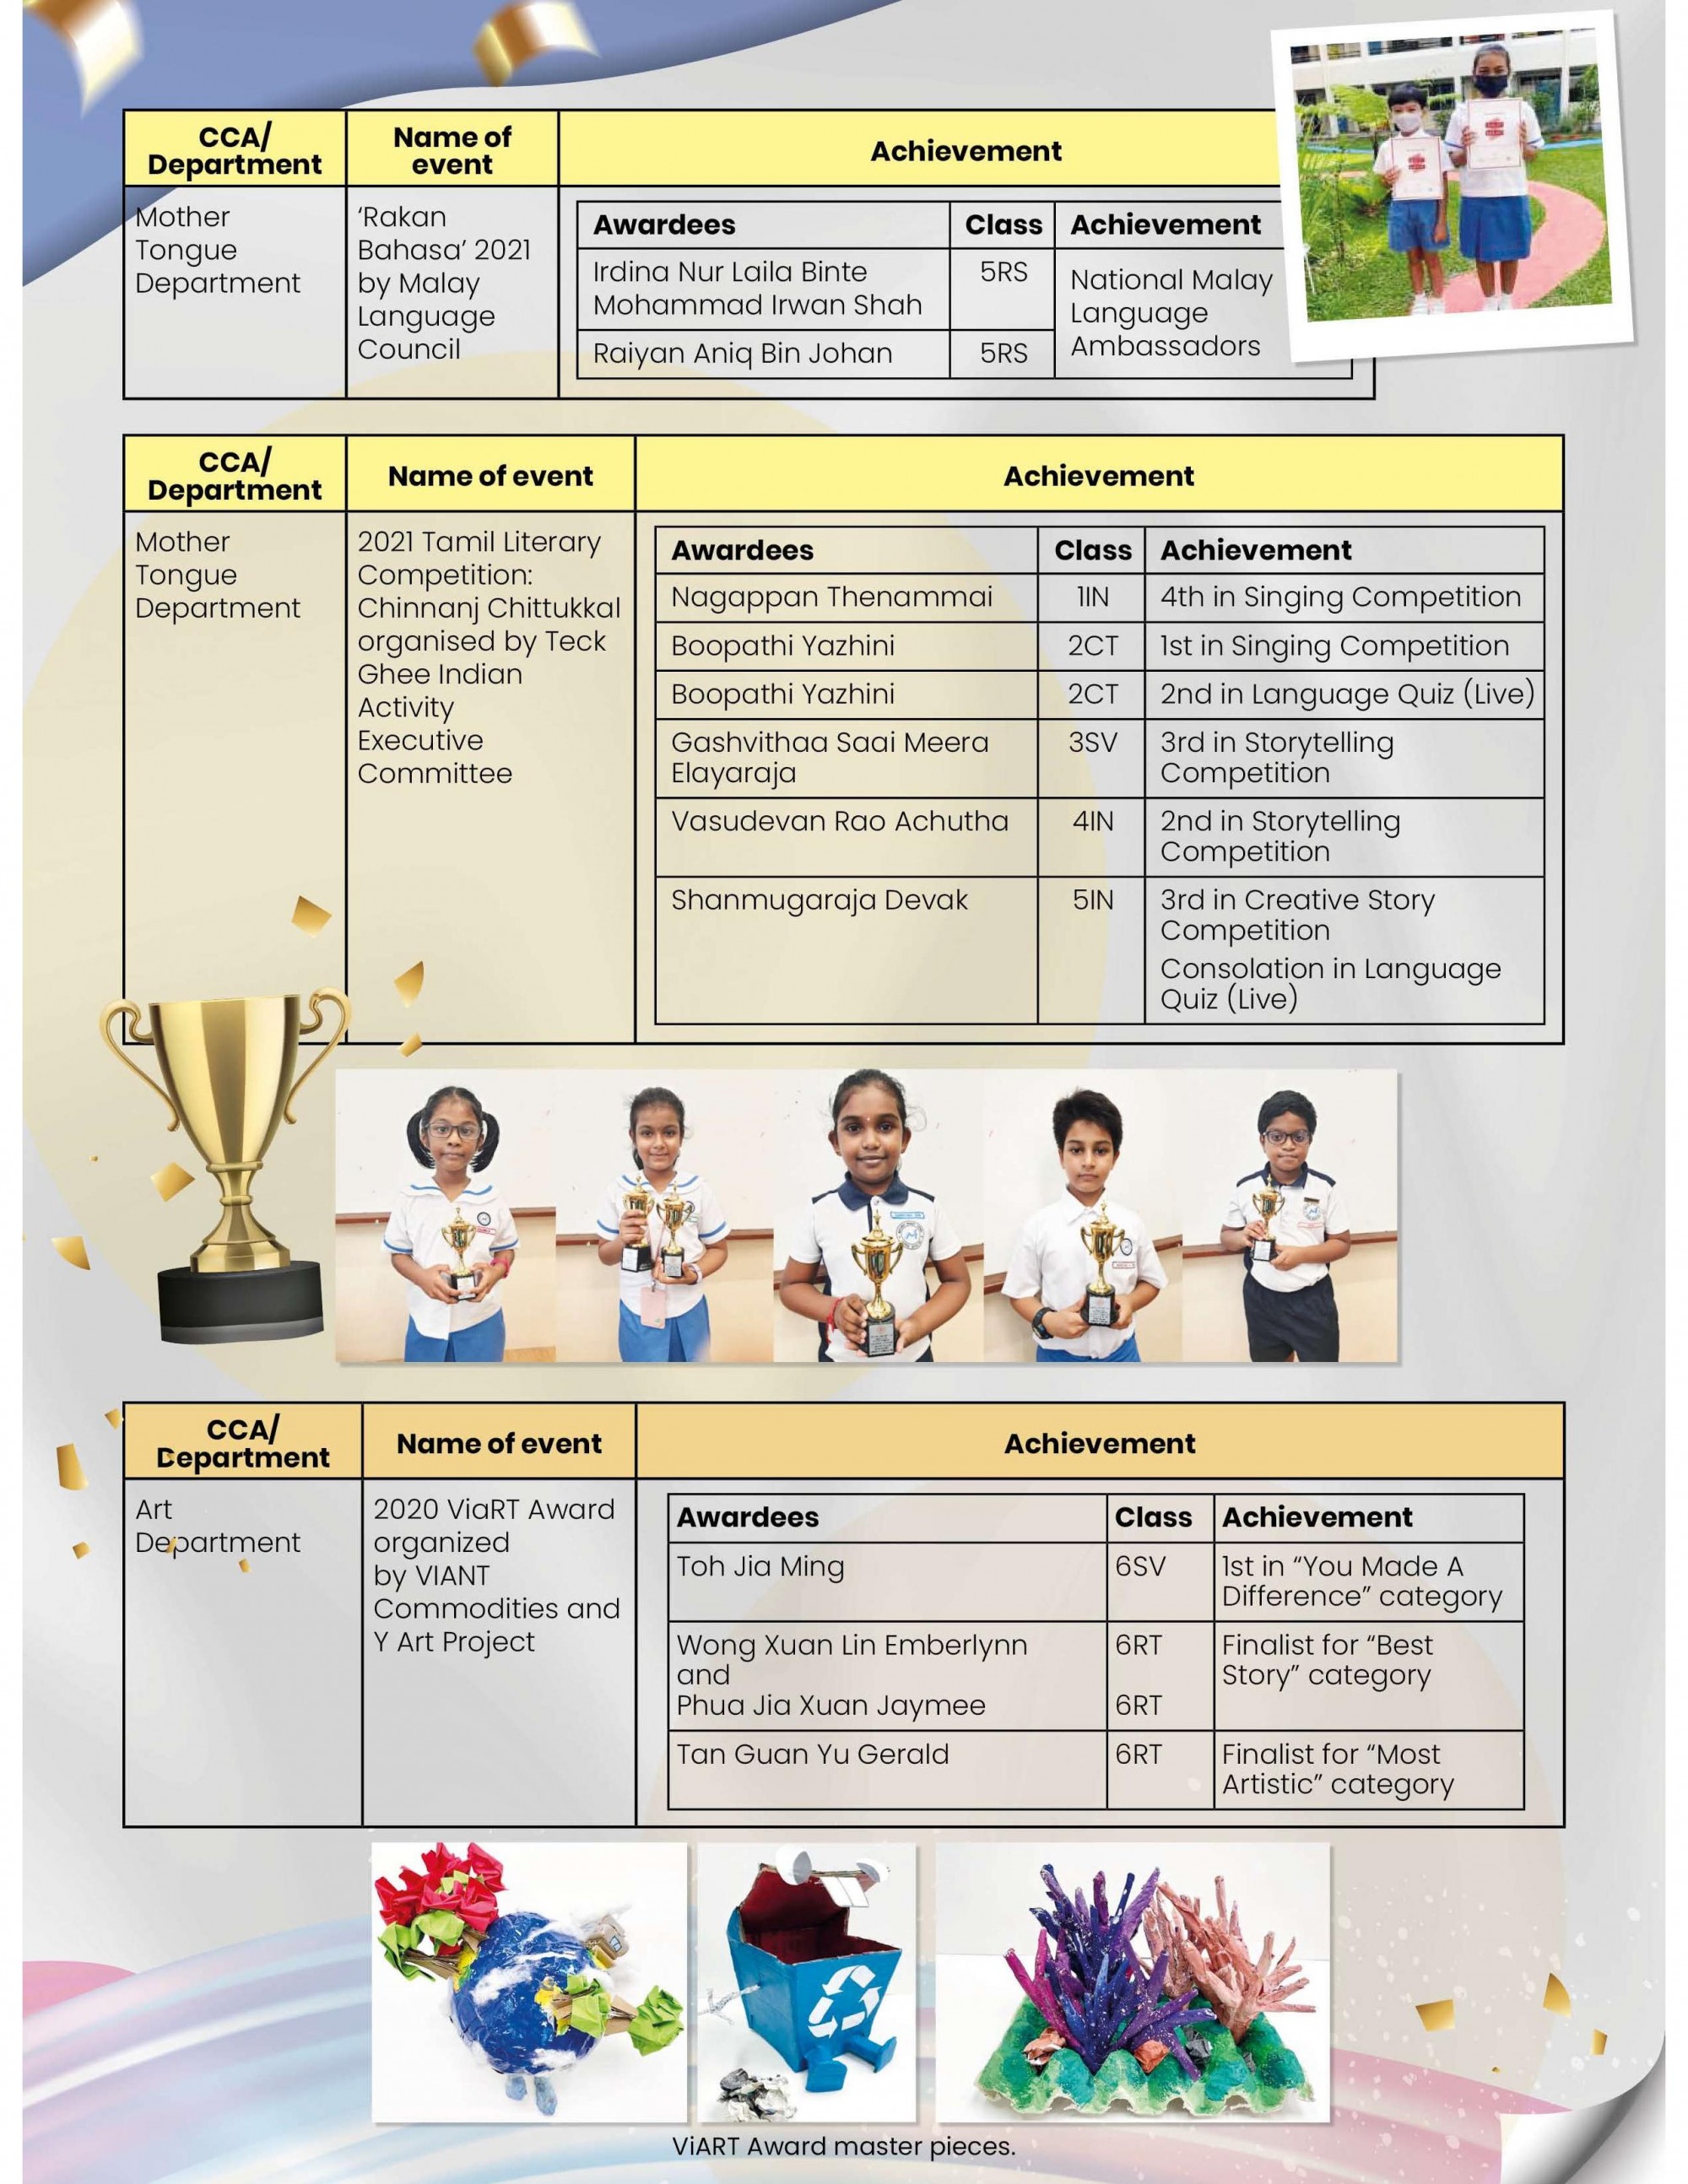 CCA/
Department
Name of
event
Achievement
Mother
Tongue
Department
‘Rakan
Bahasa’ 2021
by Malay
Language
Council
Awardees
Class
Achievement
Irdina Nur Laila Binte
Mohammad Irwan Shah
5RS
National Malay
Language
Ambassadors
Raiyan Aniq Bin Johan
5RS
CCA/
Department
Name of event
Achievement
Mother
Tongue
Department
2021 Tamil Literary
Competition:
Chinnanj Chittukkal
organised by Teck
Ghee Indian
Activity
Executive
Committee
Awardees
Class
Achievement
Nagappan Thenammai
1IN
4th in Singing Competition
Boopathi Yazhini
2CT
1st in Singing Competition
Boopathi Yazhini
2CT
2nd in Language Quiz (Live)
Gashvithaa Saai Meera
Elayaraja
3SV
3rd in Storytelling
Competition
Vasudevan Rao Achutha
4IN
2nd in Storytelling
Competition
Shanmugaraja Devak
5IN
3rd in Creative Story
Competition
Consolation in Language
Quiz (Live)
CCA/
Department
Name of event
Achievement
Art
Department
2020 ViaRT Award
organized
by VIANT
Commodities and
Y Art Project
Awardees
Class
Achievement
Toh Jia Ming
6SV
1st in “You Made A
Difference” category
Wong Xuan Lin Emberlynn
and
Phua Jia Xuan Jaymee
6RT
6RT
Finalist for “Best
Story” category
Tan Guan Yu Gerald
6RT
Finalist for “Most
Artistic” category
ViART Award master pieces.